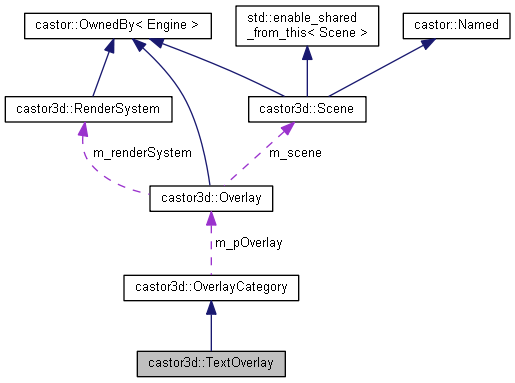 castor::OwnedBy< Engine >
std::enable_shared
_from_this< Scene >
castor::Named
castor3d::RenderSystem
castor3d::Scene
m_renderSystem
m_scene
castor3d::Overlay
m_pOverlay
castor3d::OverlayCategory
castor3d::TextOverlay